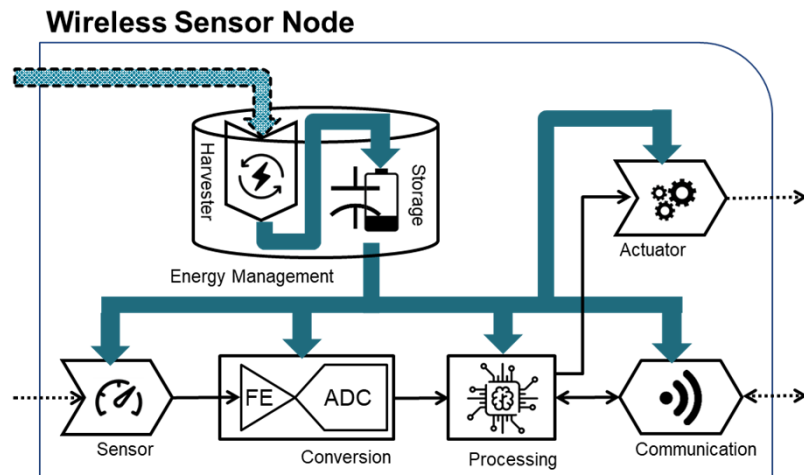 Wireless Sensor Node
Harvester
Storage
Energy Management
Actuator
FE
ADC
Sensor
Conversion
Processing
Communication